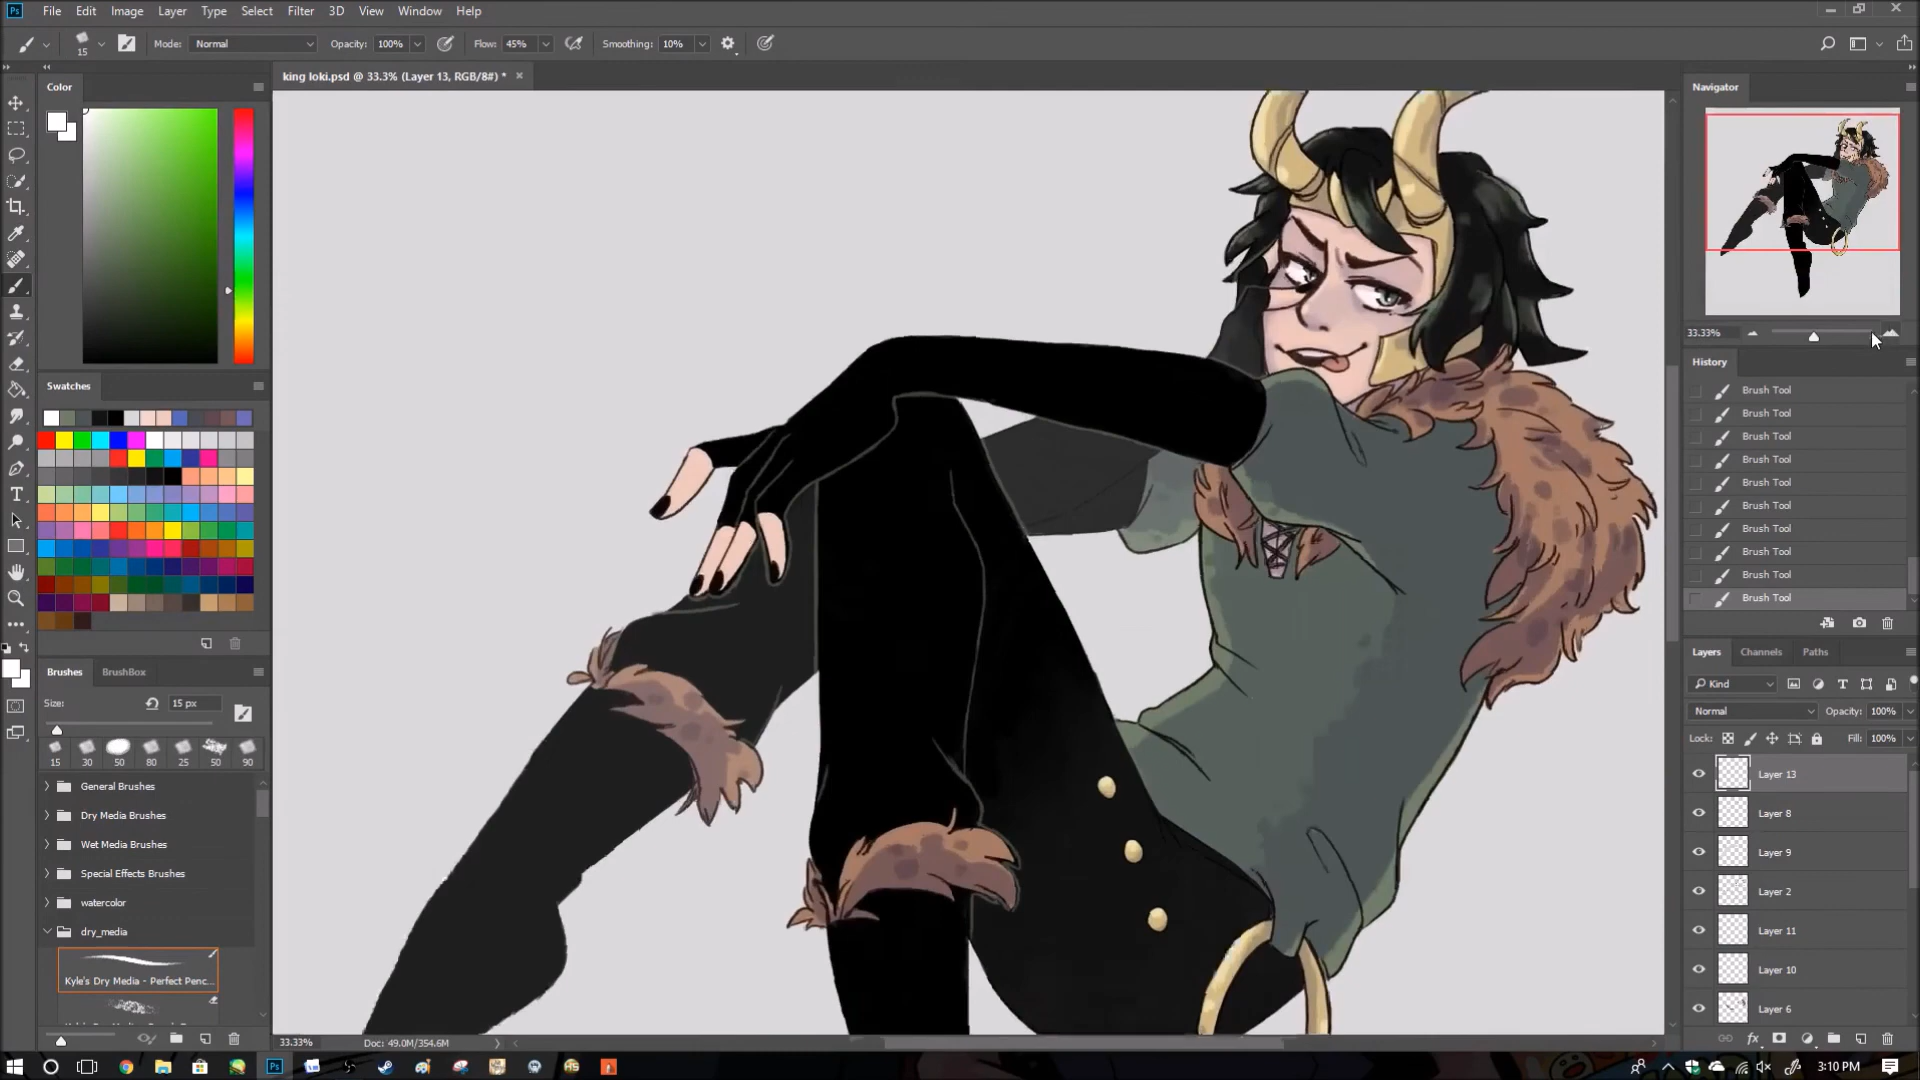 Ps File Edit Image Layer Type Select Filter 3D View Window Help
15 Mode: Normal Opacity: 100% Flow: 45% Smoothing: 10%
king loki.psd @ 33.3% (Layer 13, RGB/8#) * ×
Color
Navigator
33.33%
History
Brush Tool
Brush Tool
Brush Tool
Brush Tool
Brush Tool
Brush Tool
Brush Tool
Brush Tool
Brush Tool
Brush Tool
Swatches
Brushes BrushBox
Size: 15 px
15 30 50 80 25 50 90
General Brushes
Dry Media Brushes
Wet Media Brushes
Special Effects Brushes
watercolor
dry_media
Kyle's Dry Media - Perfect Penc...
Layers Channels Paths
Kind
Normal Opacity: 100%
Lock: Fill: 100%
Layer 13
Layer 8
Layer 9
Layer 2
Layer 11
Layer 10
Layer 6
33.33% Doc: 49.0M/354.6M
Ps
3:10 PM